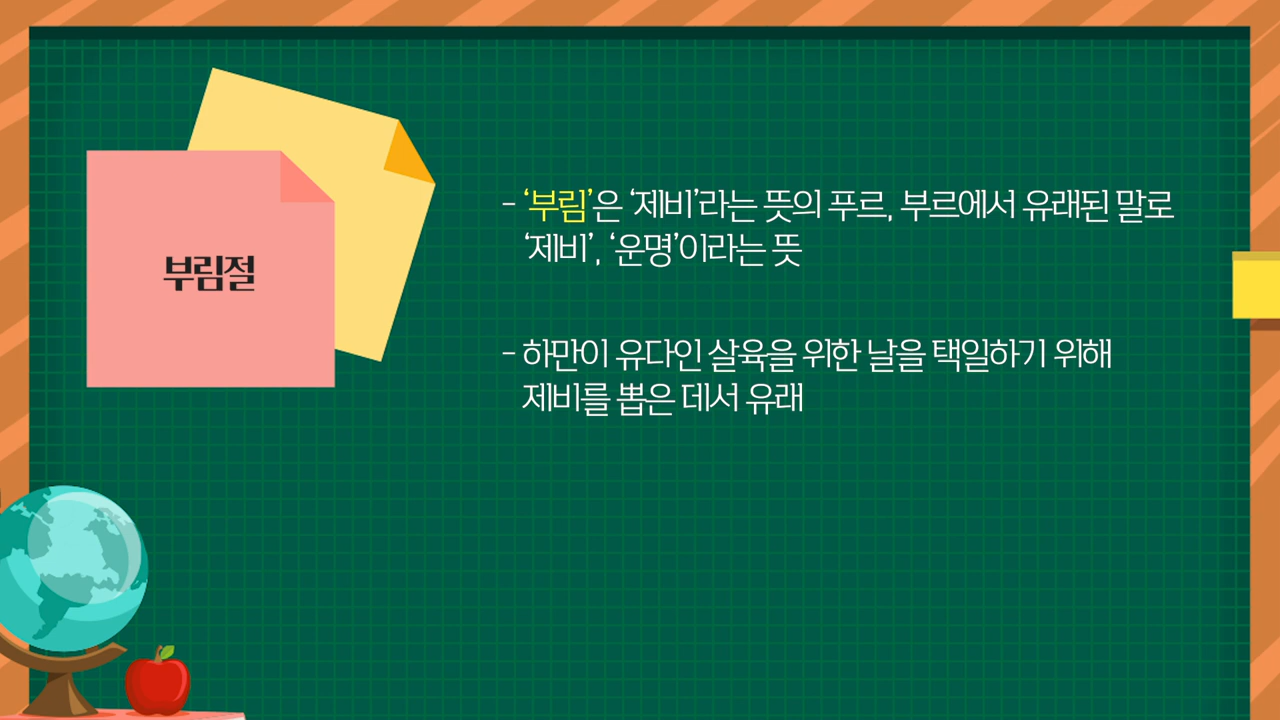 부림절
- ‘부림’은 ‘제비’라는 뜻의 푸르, 부르에서 유래된 말로
‘제비’, ‘운명’이라는 뜻
- 하만이 유다인 살육을 위한 날을 택일하기 위해
제비를 뽑은 데서 유래